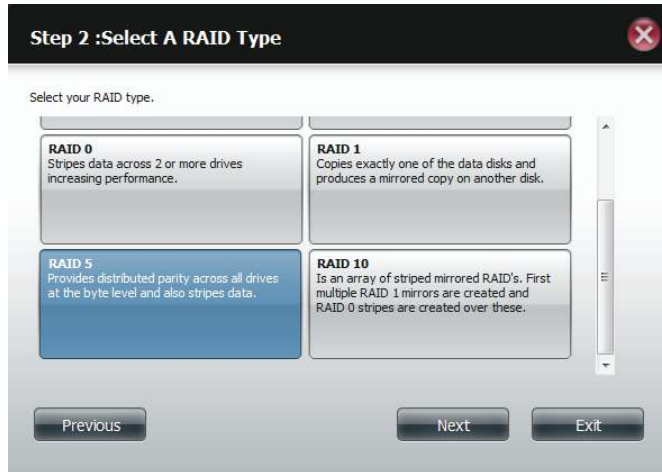 Step 2 :Select A RAID Type
Select your RAID type.
RAID 0
Stripes data across 2 or more drives
increasing performance.
RAID 1
Copies exactly one of the data disks and
produces a mirrored copy on another disk.
RAID 5
Provides distributed parity across all drives
at the byte level and also stripes data.
RAID 10
Is an array of striped mirrored RAID's. First
multiple RAID 1 mirrors are created and
RAID 0 stripes are created over these.
Previous
Next
Exit